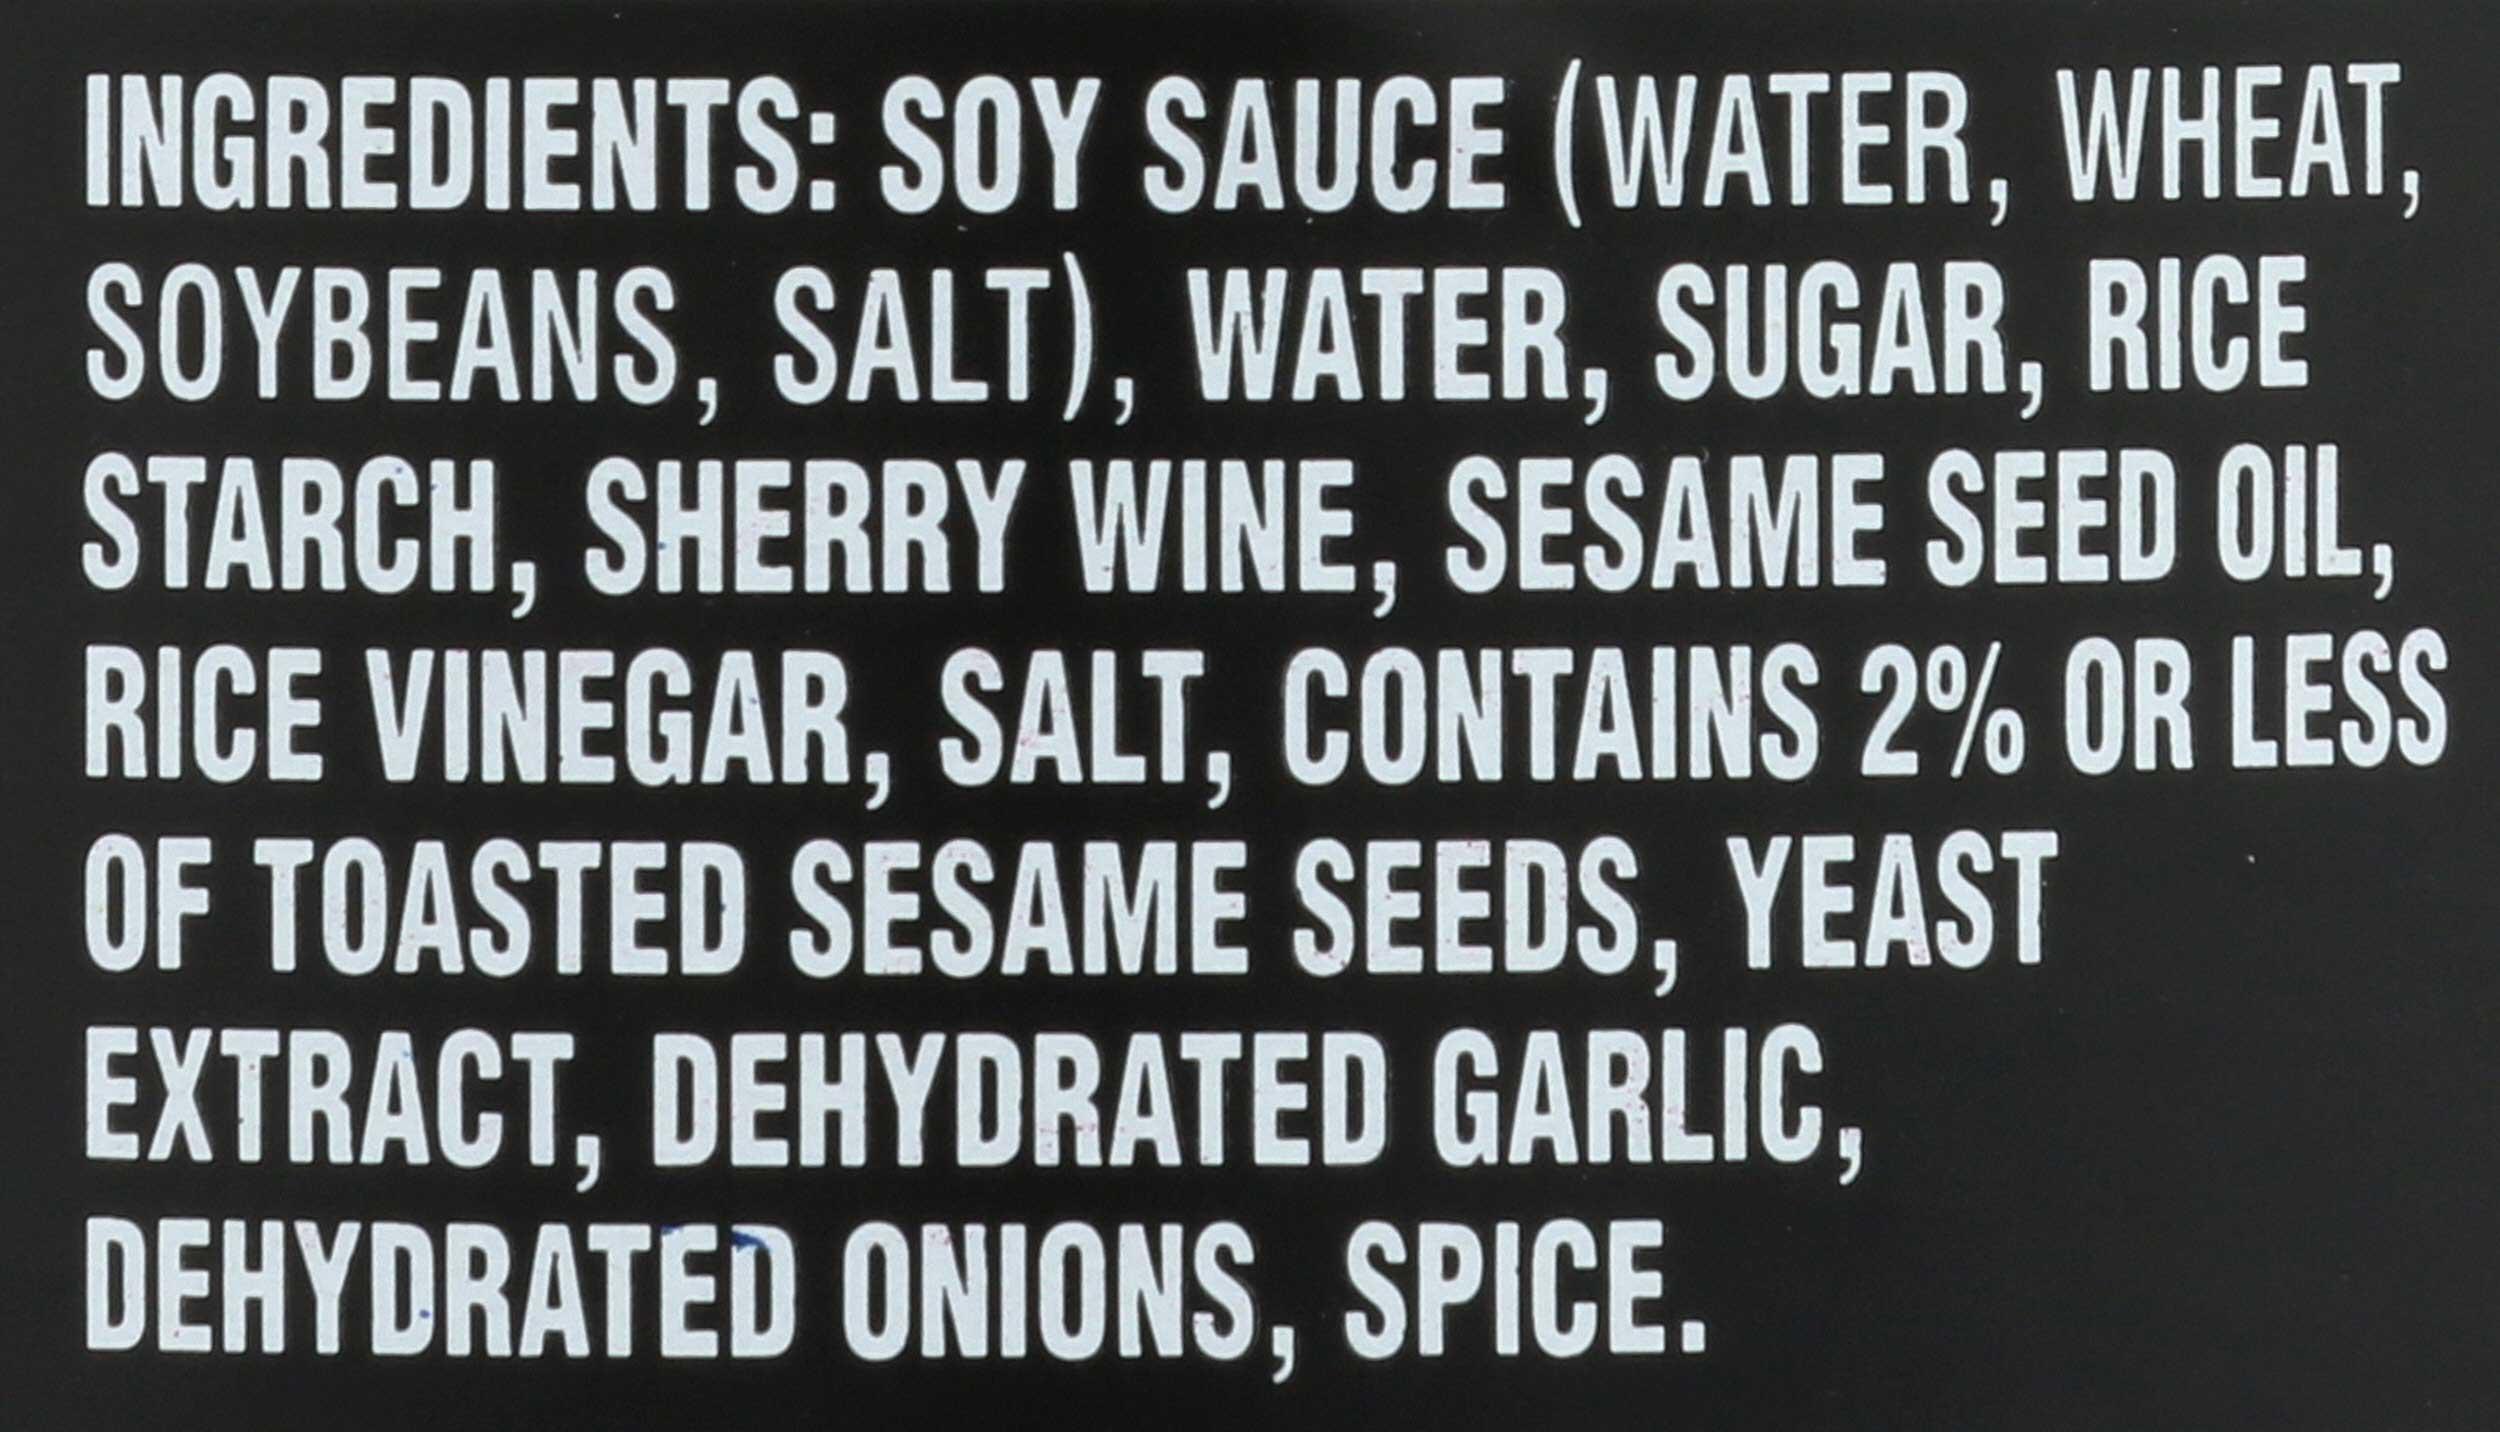 INGREDIENTS: SOY SAUCE (WATER, WHEAT,
SOYBEANS, SALT), WATER, SUGAR, RICE
STARCH, SHERRY WINE, SESAME SEED OIL,
RICE VINEGAR, SALT, CONTAINS 2% OR LESS
OF TOASTED SESAME SEEDS, YEAST
EXTRACT, DEHYDRATED GARLIC,
DEHYDRATED ONIONS, SPICE.